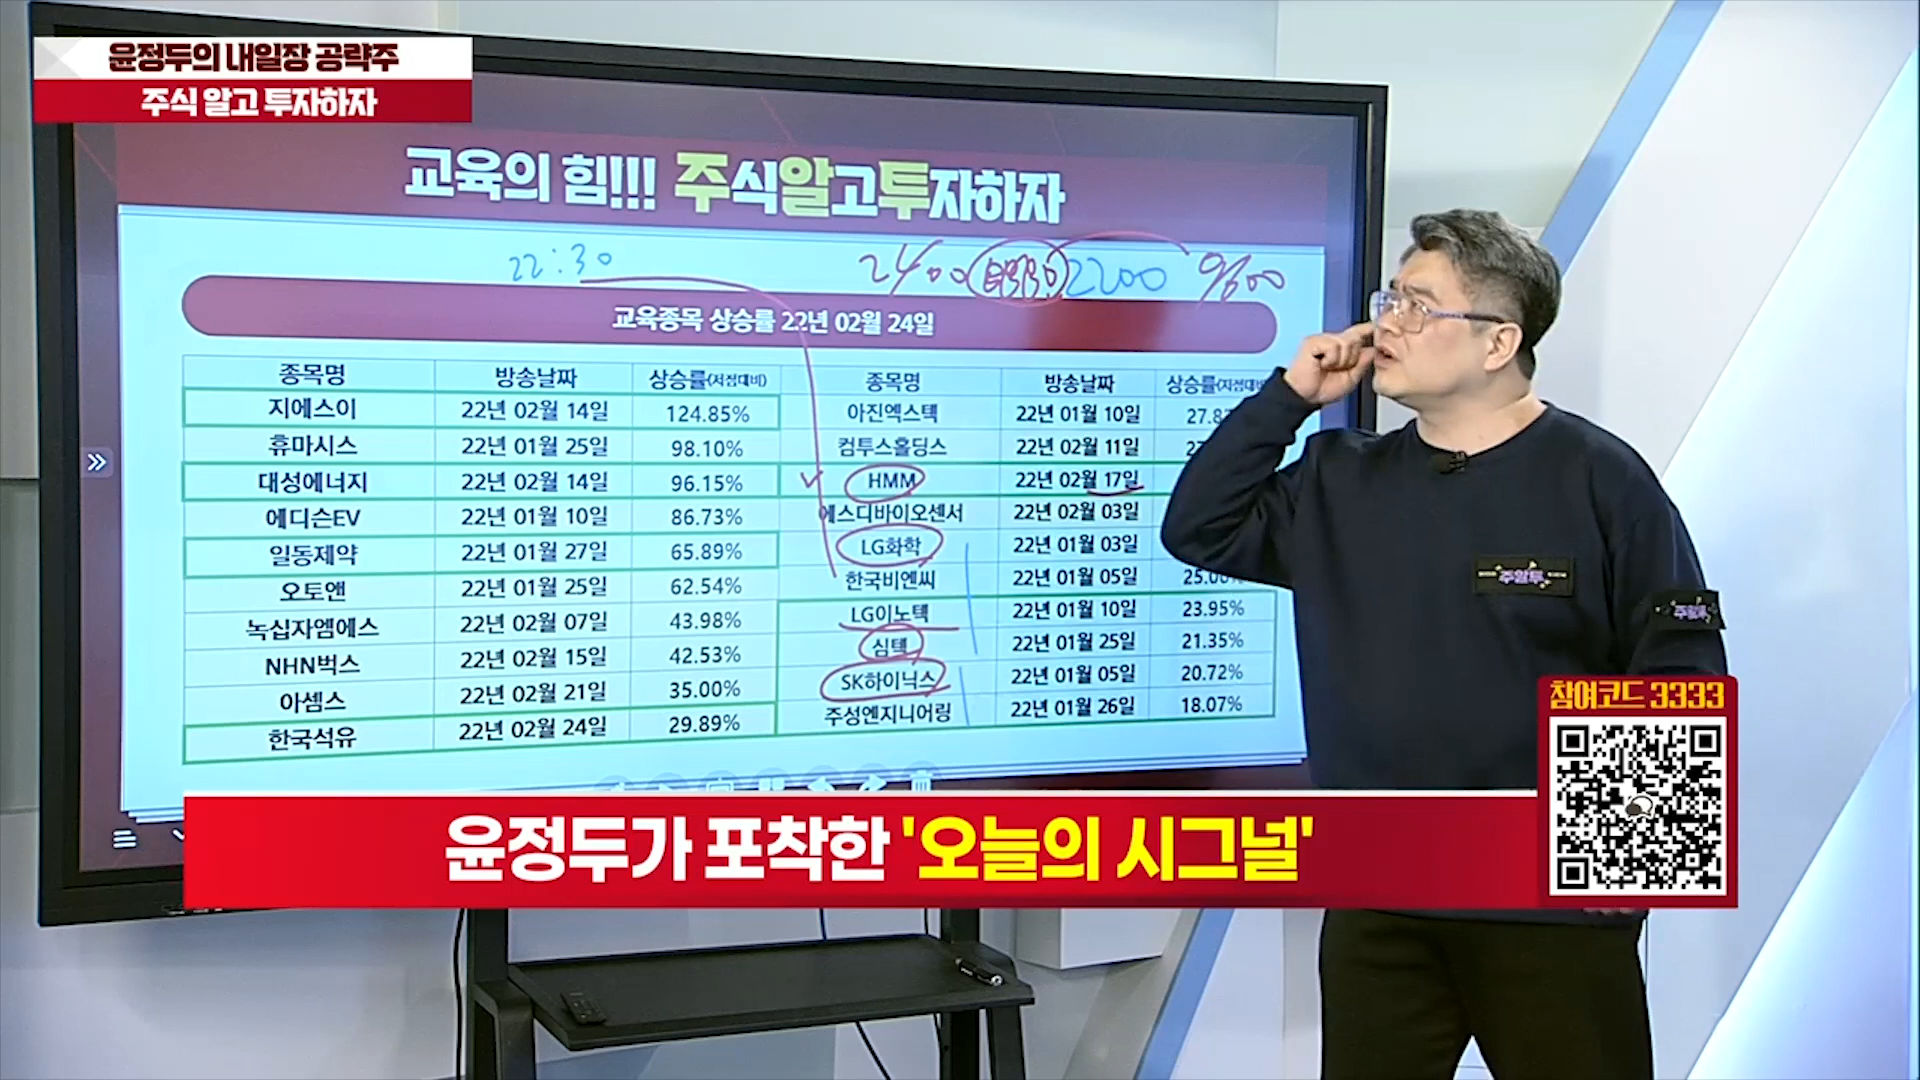 윤정두의 내일장 공략주
주식 알고 투자하자
교육의 힘!!! 주식알고투자하자
22:30
2400
2200
9600
교육종목 상승률 22년 02월 24일
종목명 방송날짜 상승률(저점대비) 종목명 방송날짜
지에스이 22년 02월 14일 124.85% 아진엑스텍 22년 01월 10일
휴마시스 22년 01월 25일 98.10% 컴투스홀딩스 22년 02월 11일
대성에너지 22년 02월 14일 96.15% HMM 22년 02월 17일
에디슨EV 22년 01월 10일 86.73% 에스디바이오센서 22년 02월 03일
일동제약 22년 01월 27일 65.89% LG화학 22년 01월 03일
오토앤 22년 01월 25일 62.54% 한국비엔씨 22년 01월 05일
녹십자엠에스 22년 02월 07일 43.98% LG이노텍 22년 01월 10일 23.95%
NHN벅스 22년 02월 15일 42.53% 심텍 22년 01월 25일 21.35%
아셈스 22년 02월 21일 35.00% SK하이닉스 22년 01월 05일 20.72%
한국석유 22년 02월 24일 29.89% 주성엔지니어링 22년 01월 26일 18.07%
주알투
주알투
참여코드 3333
윤정두가 포착한 '오늘의 시그널'